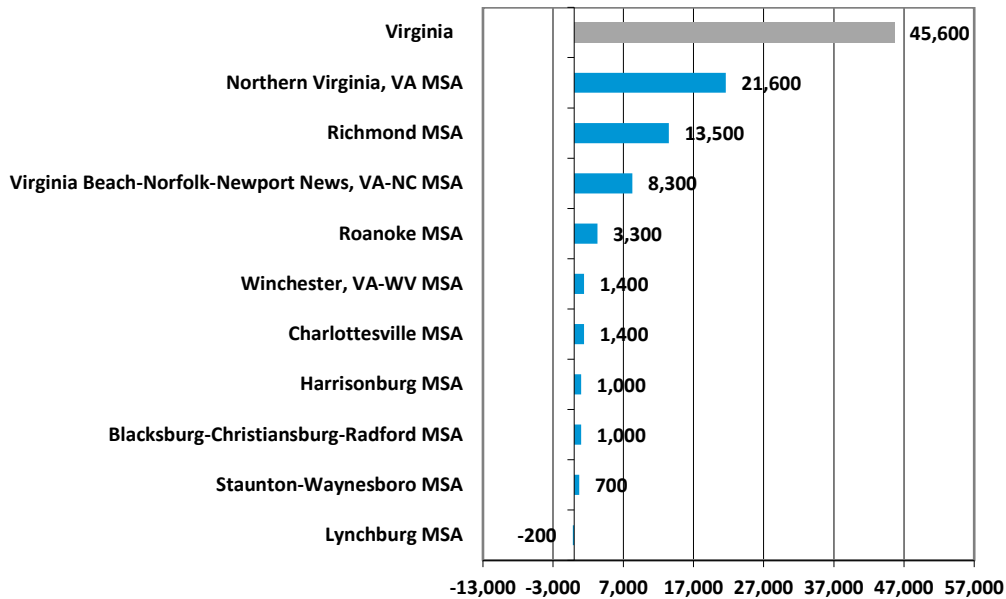 Virginia 45,600
Northern Virginia, VA MSA 21,600
Richmond MSA 13,500
Virginia Beach-Norfolk-Newport News, VA-NC MSA 8,300
Roanoke MSA 3,300
Winchester, VA-WV MSA 1,400
Charlottesville MSA 1,400
Harrisonburg MSA 1,000
Blacksburg-Christiansburg-Radford MSA 1,000
Staunton-Waynesboro MSA 700
Lynchburg MSA -200
-13,000 -3,000 7,000 17,000 27,000 37,000 47,000 57,000